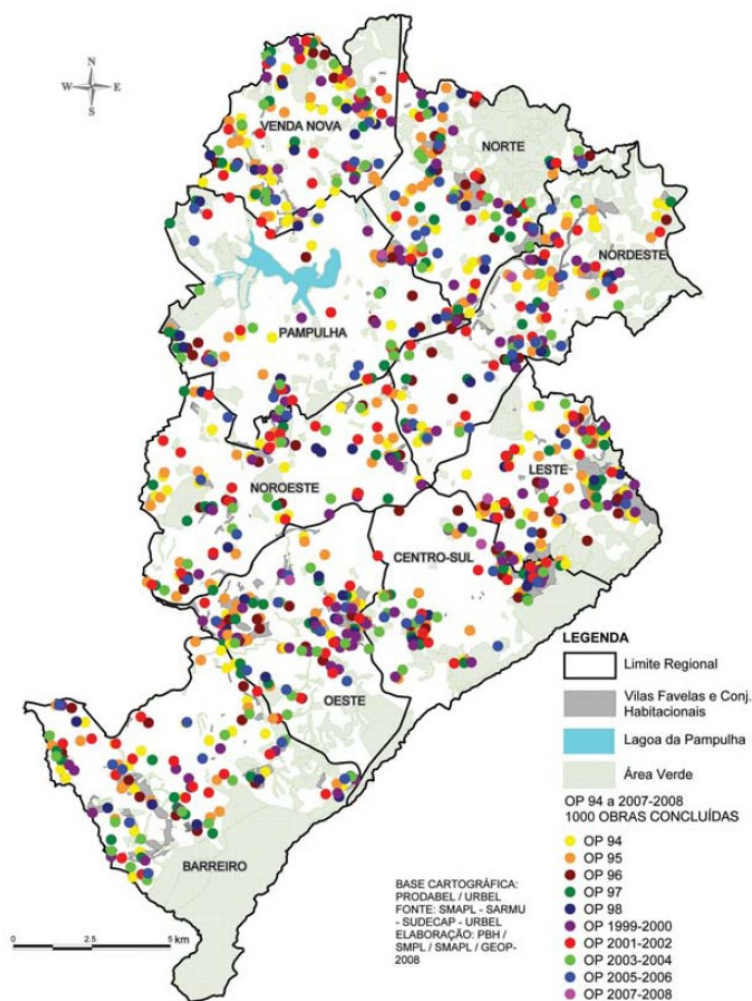 N
W E
S
VENDA NOVA
NORTE
NORDESTE
PAMPULHA
LESTE
NOROESTE
CENTRO-SUL
OESTE
BARREIRO
LEGENDA
Limite Regional
Vilas Favelas e Conj.
Habitacionais
Lagoa da Pampulha
Área Verde
OP 94 a 2007-2008
1000 OBRAS CONCLUÍDAS
OP 94
OP 95
OP 96
OP 97
OP 98
OP 1999-2000
OP 2001-2002
OP 2003-2004
OP 2005-2006
OP 2007-2008
BASE CARTOGRÁFICA:
PRODABEL / URBEL
FONTE: SMAPL - SARMU
- SUDECAP - URBEL
ELABORAÇÃO: PBH /
SMPL / SMAPL / GEOP-
2008
0 2.5 5 km